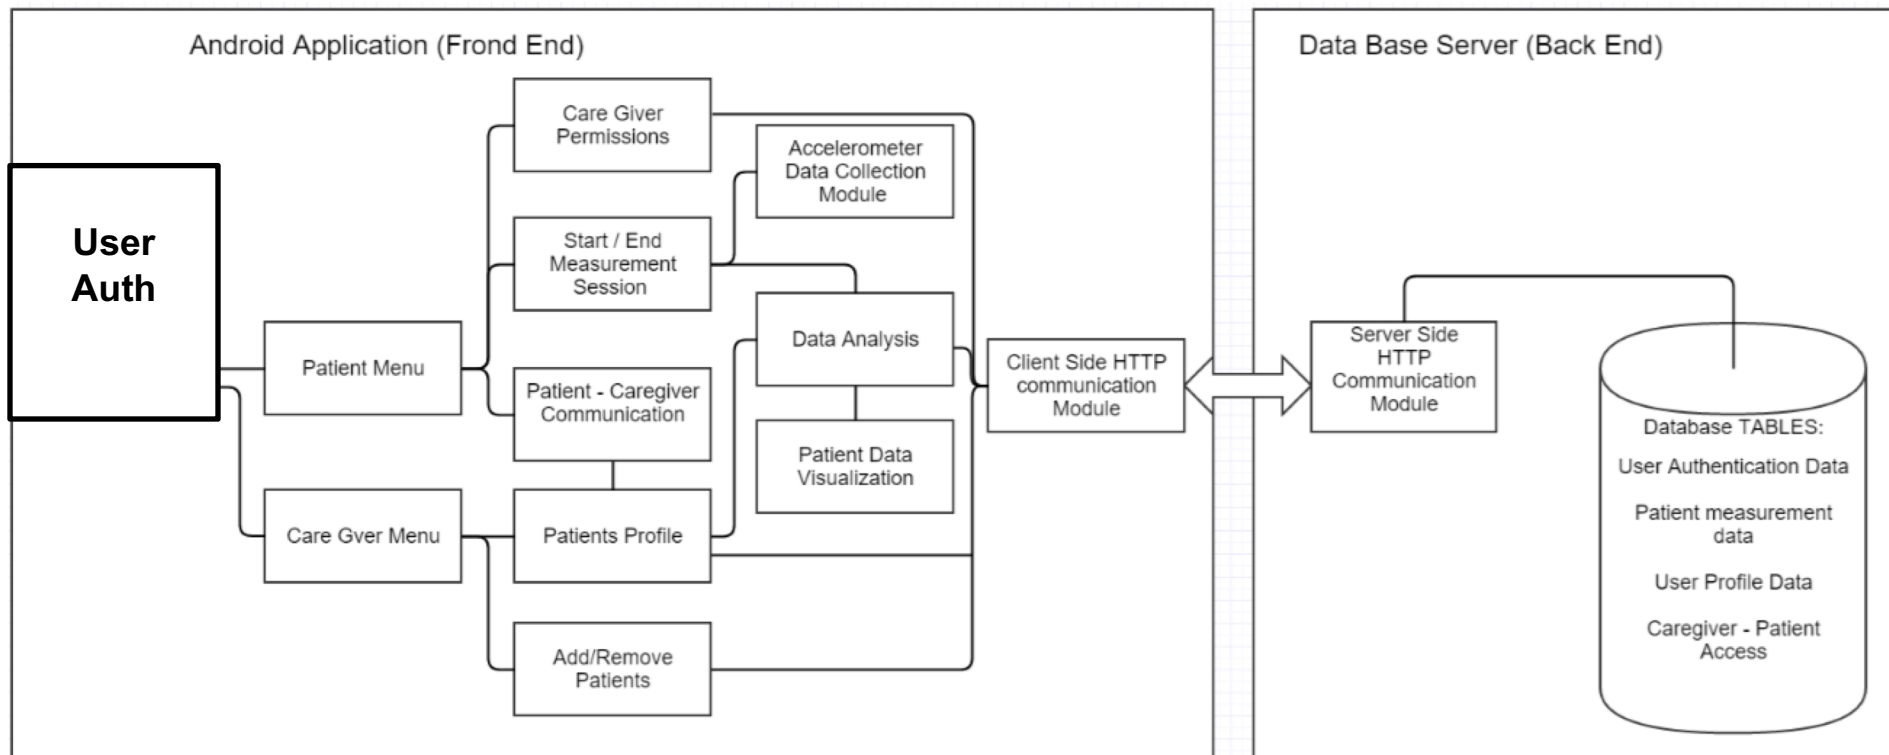 Android Application (Frond End)
Data Base Server (Back End)
User
Auth
Patient Menu
Care Gver Menu
Care Giver
Permissions
Start / End
Measurement
Session
Patient - Caregiver
Communication
Patients Profile
Add/Remove
Patients
Accelerometer
Data Collection
Module
Data Analysis
Patient Data
Visualization
Client Side HTTP
communication
Module
Server Side
HTTP
Communication
Module
Database TABLES:
User Authentication Data
Patient measurement
data
User Profile Data
Caregiver - Patient
Access